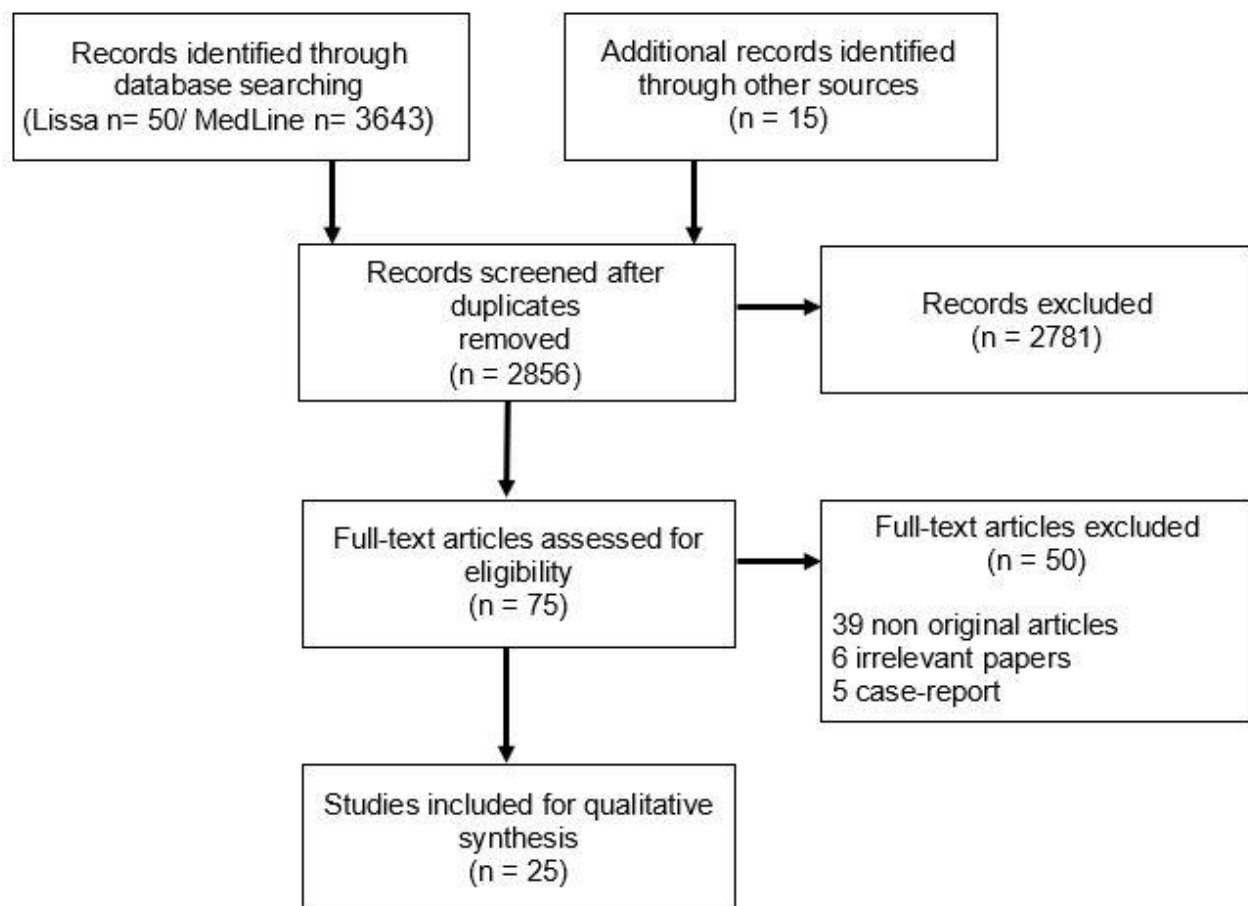 Records identified through
database searching
(Lissa n= 50/ MedLine n= 3643)
Additional records identified
through other sources
(n = 15)
Records screened after
duplicates
removed
(n = 2856)
Records excluded
(n = 2781)
Full-text articles assessed for
eligibility
(n = 75)
Full-text articles excluded
(n = 50)
39 non original articles
6 irrelevant papers
5 case-report
Studies included for qualitative
synthesis
(n = 25)